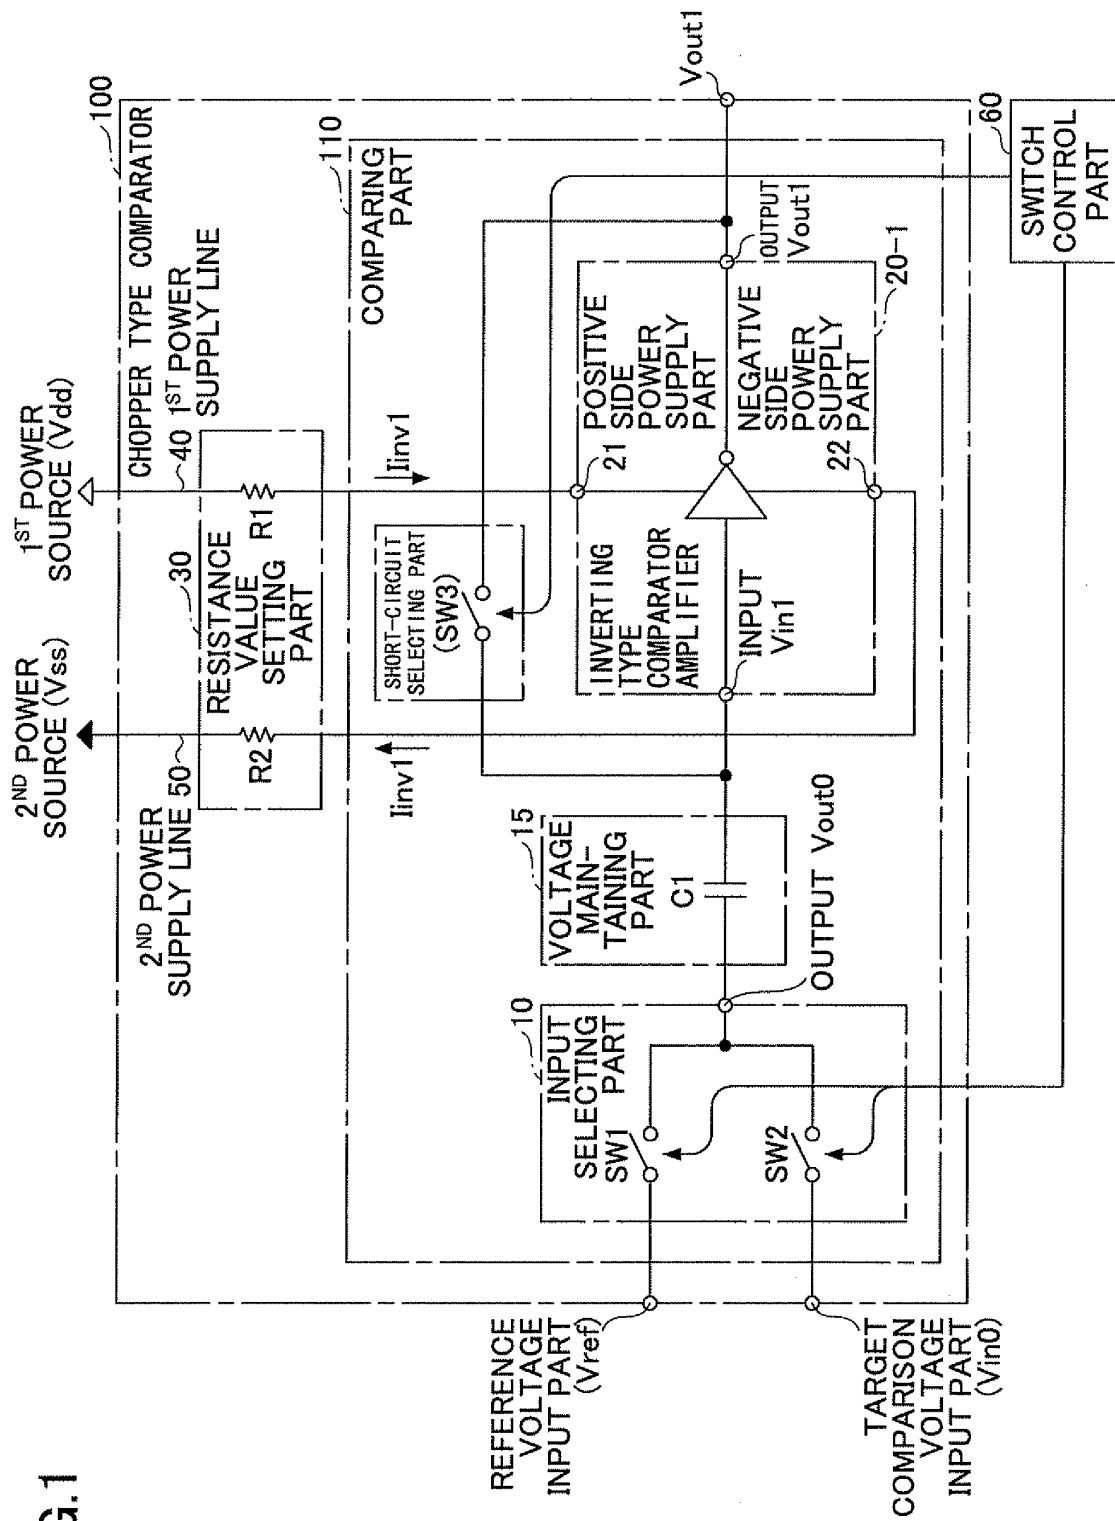 G.1
1ST POWER
SOURCE (Vdd)
2ND POWER
SOURCE (Vss)
100
CHOPPER TYPE COMPARATOR
40
1ST POWER
SUPPLY LINE
2ND POWER
SUPPLY LINE 50
30
RESISTANCE
VALUE
SETTING
PART
R1
R2
110
COMPARING
PART
Iinv1
Iinv1
SHORT-CIRCUIT
SELECTING PART
(SW3)
POSITIVE
SIDE
POWER
SUPPLY
PART
21
NEGATIVE
SIDE
POWER
SUPPLY
PART
22
INVERTING
TYPE
COMPARATOR
AMPLIFIER
INPUT
Vin1
OUTPUT
Vout1
Vout1
20-1
15
VOLTAGE
MAIN-
TAINING
PART
C1
OUTPUT Vout0
10
INPUT
SELECTING
PART
SW1
SW2
REFERENCE
VOLTAGE
INPUT PART
(Vref)
TARGET
COMPARISON
VOLTAGE
INPUT PART
(Vin0)
60
SWITCH
CONTROL
PART